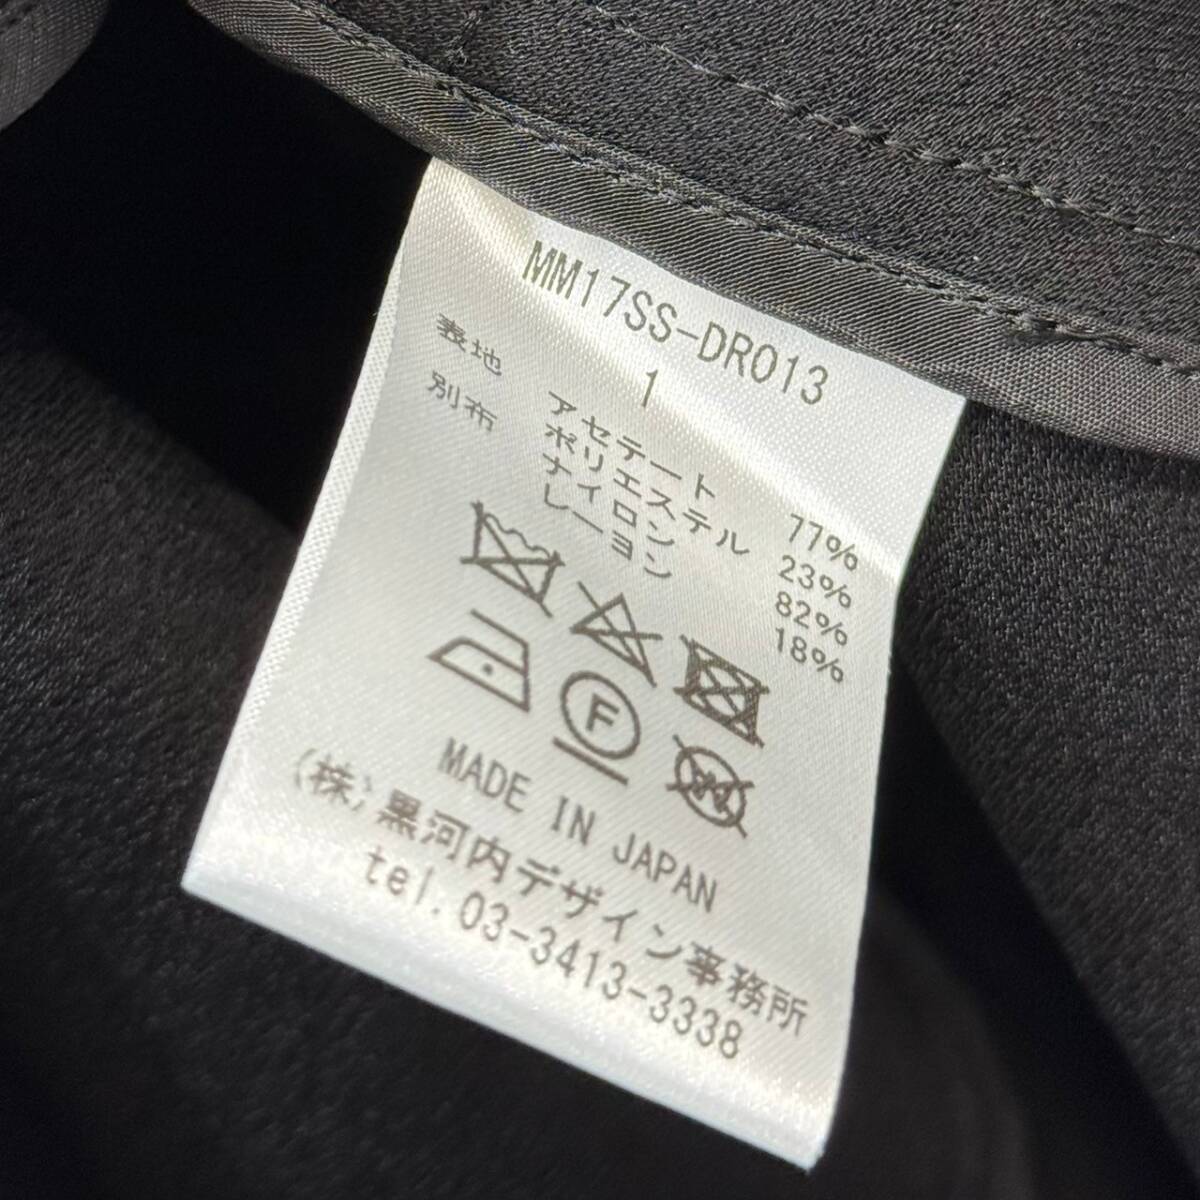 MM17SS-DR013
1
表地 アセテート 77%
ポリエステル 23%
別布 ナイロン 82%
レーヨン 18%
F
W
MADE IN JAPAN
(株)黒河内デザイン事務所
tel.03-3413-3338